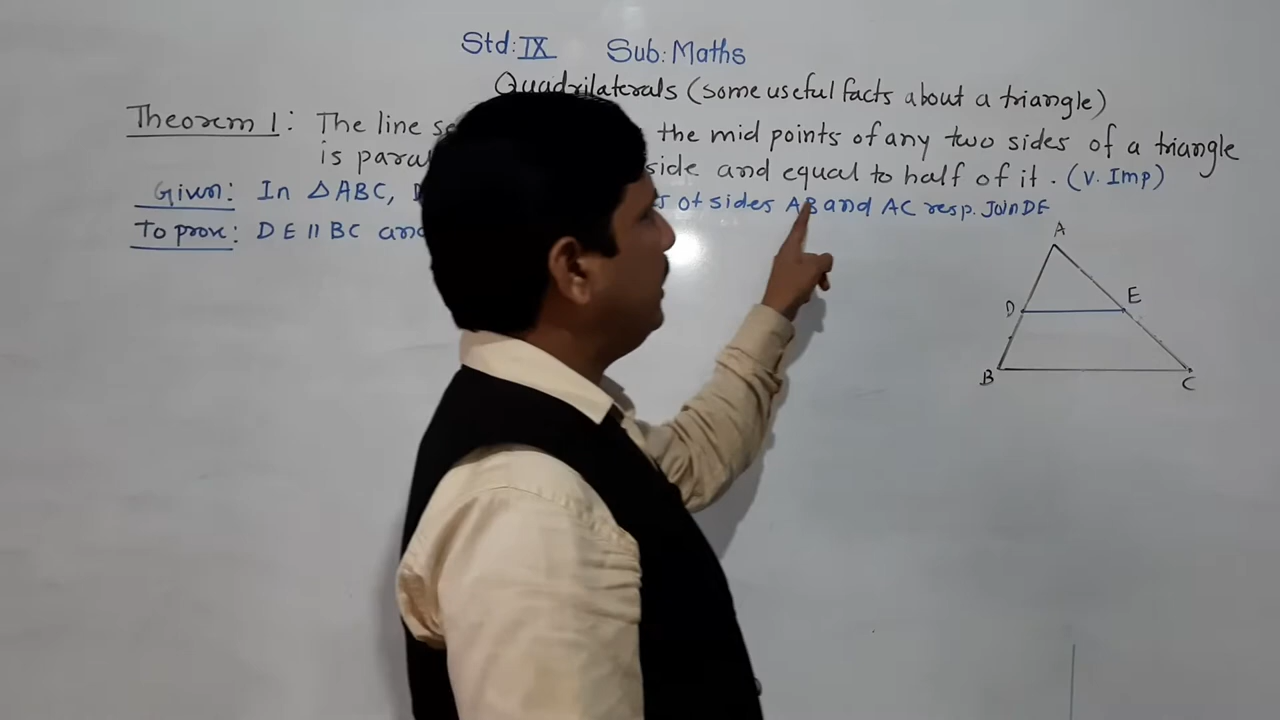 Std: IX Sub: Maths
Quadrilaterals (some useful facts about a triangle)
Theorem 1: The line the mid points of any two sides of a triangle
is side and equal to half of it. (V. Imp)
Given: In △ABC, of sides AB and AC resp. Join DE
To prove: DE || BC and
A
D E
B C